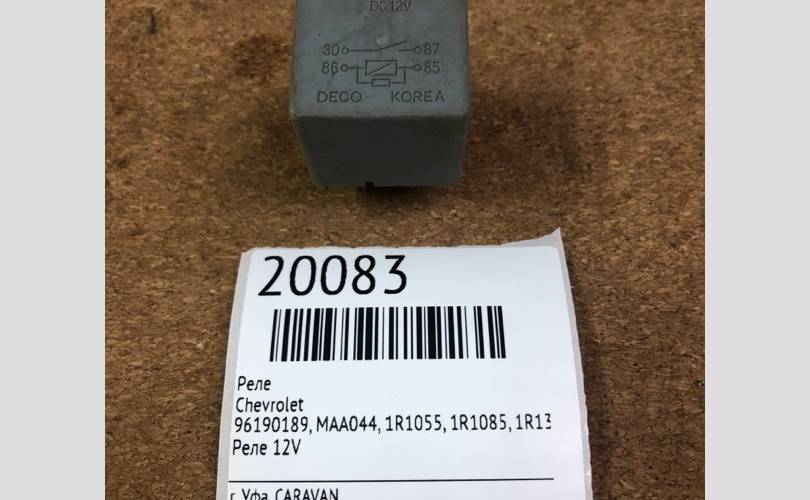 DC12V
30 87
86 85
DECO KOREA
20083
Реле
Chevrolet
96190189, MAA044, 1R1055, 1R1085, 1R13
Реле 12V
г. Уфа, CARAVAN